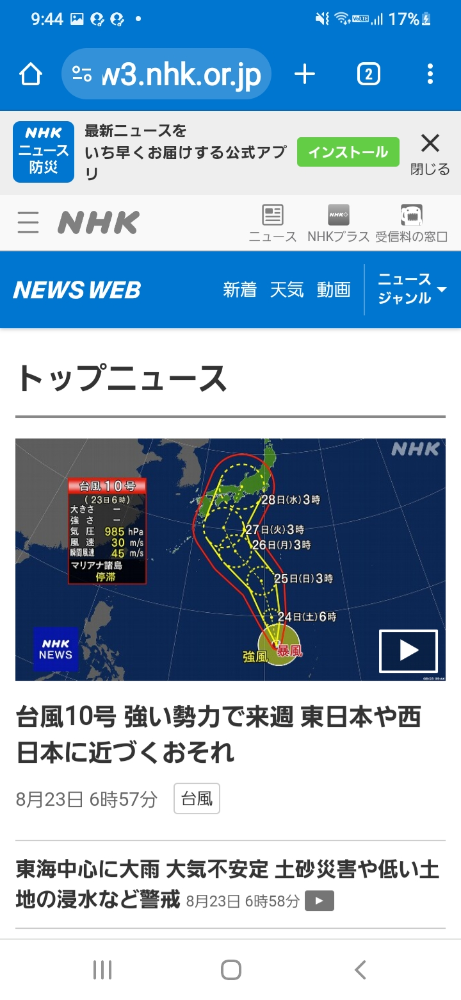 9:44
VoLTE 17%
w3.nhk.or.jp
2
NHK
ニュース
防災
最新ニュースを
いち早くお届けする公式アプ
リ
インストール
閉じる
NHK
ニュース
NHK+
NHKプラス
受信料の窓口
NEWS WEB
新着 天気 動画
ニュース
ジャンル
トップニュース
NHK
台風10号
(23日6時)
大きさ －
強さ －
気圧 985 hPa
風速 30 m/s
瞬間風速 45 m/s
マリアナ諸島
停滞
28日(水)3時
27日(火)3時
26日(月)3時
25日(日)3時
24日(土)6時
強風 暴風
NHK
NEWS
台風10号 強い勢力で来週 東日本や西
日本に近づくおそれ
8月23日 6時57分 台風
東海中心に大雨 大気不安定 土砂災害や低い土
地の浸水など警戒 8月23日 6時58分